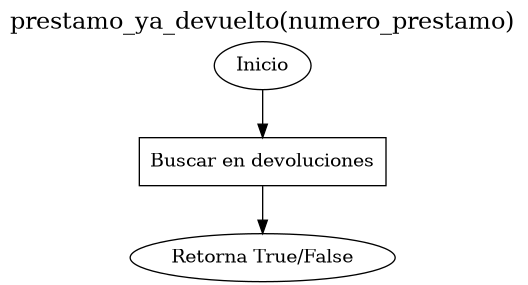 prestamo_ya_devuelto(numero_prestamo)
Inicio
Buscar en devoluciones
Retorna True/False